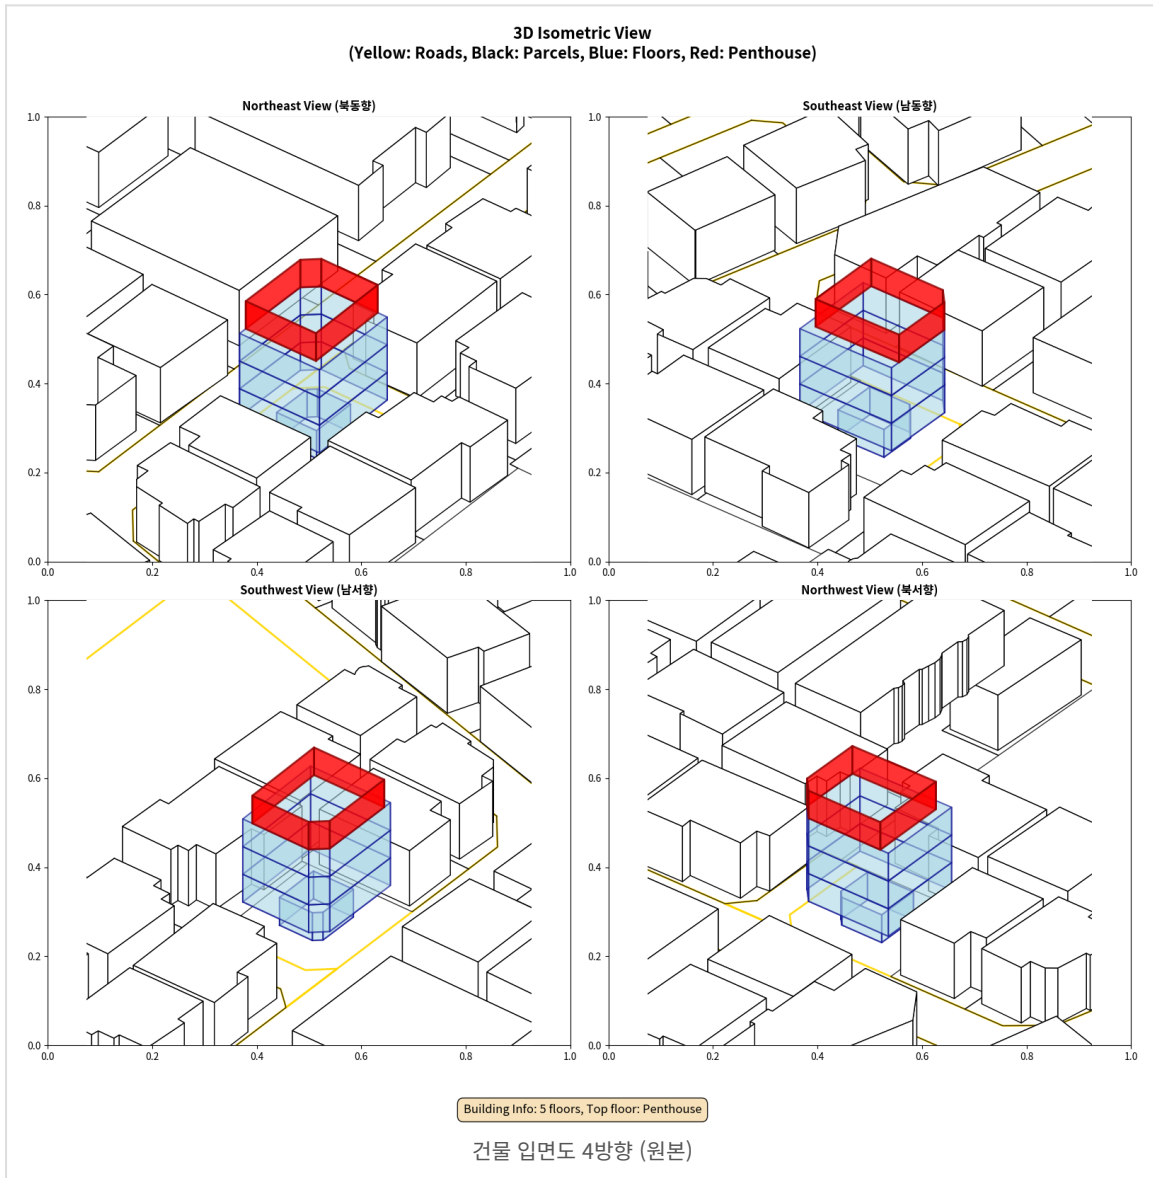 3D Isometric View
(Yellow: Roads, Black: Parcels, Blue: Floors, Red: Penthouse)
Northeast View (북동향)
1.0
0.8
0.6
0.4
0.2
0.0
0.0 0.2 0.4 0.6 0.8 1.0
Southeast View (남동향)
1.0
0.8
0.6
0.4
0.2
0.0
0.0 0.2 0.4 0.6 0.8 1.0
Southwest View (남서향)
1.0
0.8
0.6
0.4
0.2
0.0
0.0 0.2 0.4 0.6 0.8 1.0
Northwest View (북서향)
1.0
0.8
0.6
0.4
0.2
0.0
0.0 0.2 0.4 0.6 0.8 1.0
Building Info: 5 floors, Top floor: Penthouse
건물 입면도 4방향 (원본)